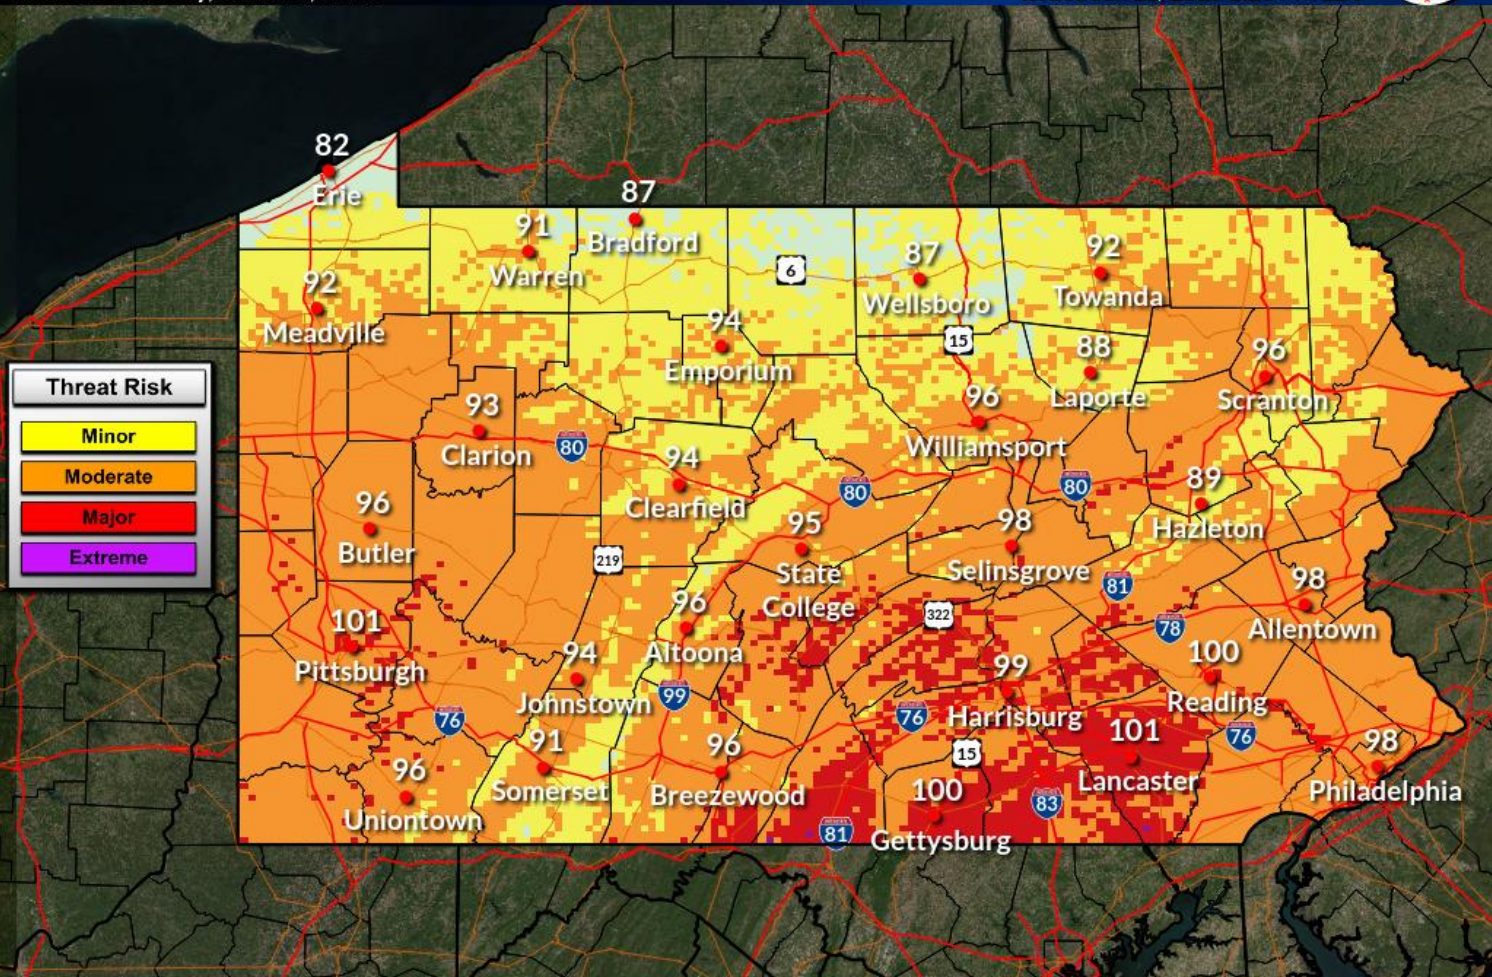 82
Erie
87
Bradford
91
Warren
92
Meadville
6
87
Wellsboro
92
Towanda
94
Emporium
15
88
Laporte
96
Scranton
Threat Risk
Minor
Moderate
Major
Extreme
93
Clarion
80
96
Williamsport
94
Clearfield
80
80
89
Hazleton
96
Butler
95
State
College
98
Selinsgrove
219
81
98
Allentown
96
Altoona
322
78
101
Pittsburgh
94
Johnstown
99
99
Harrisburg
100
Reading
76
76
76
91
Somerset
96
Breezewood
15
101
Lancaster
98
Philadelphia
96
Uniontown
100
Gettysburg
81
83